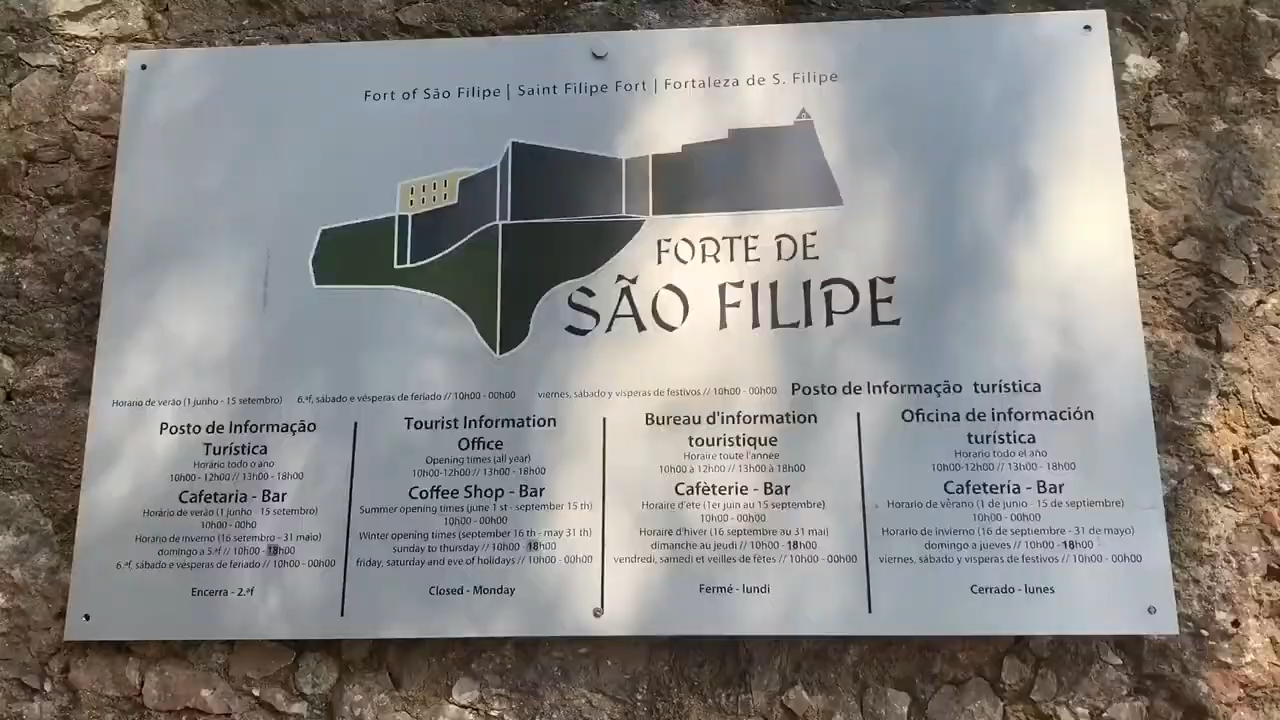 Fort of São Filipe | Saint Filipe Fort | Fortaleza de S. Filipe
FORTE DE
SÃO FILIPE
Horario de verão (1 junho - 15 setembro) 6.ªf, sábado e vésperas de feriado // 10h00 - 00h00 viernes, sábado y visperas de festivos // 10h00 - 00h00 Posto de Informação turística
Posto de Informação
Turística
Horário todo o ano
10h00 - 12h00 // 13h00 - 18h00
Cafetaria - Bar
Horário de verão (1 junho - 15 setembro)
10h00 - 00h0
Horário de inverno (16 setembro - 31 maio)
domingo a 5.ªf // 10h00 - 18h00
6.ªf, sábado e vésperas de feriado // 10h00 - 00h00
Encerra - 2.ªf
Tourist Information
Office
Opening times (all year)
10h00-12h00 // 13h00 - 18h00
Coffee Shop - Bar
Summer opening times (june 1 st - september 15 th)
10h00 - 00h00
Winter opening times (september 16 th - may 31 th)
sunday to thursday // 10h00 - 18h00
friday, saturday and eve of holidays // 10h00 - 00h00
Closed - Monday
Bureau d'information
touristique
Horaire toute l'année
10h00 à 12h00 // 13h00 à 18h00
Cafèterie - Bar
Horaire d'éte (1er juin au 15 septembre)
10h00 - 00h00
Horaire d'hiver (16 septembre au 31 mai)
dimanche au jeudi // 10h00 - 18h00
vendredi, samedi et veilles de fêtes // 10h00 - 00h00
Fermé - lundi
Oficina de información
turística
Horario todo el año
10h00-12h00 // 13h00 - 18h00
Cafetería - Bar
Horario de verano (1 de junio - 15 de septiembre)
10h00 - 00h00
Horario de invierno (16 de septiembre - 31 de mayo)
domingo a jueves // 10h00 - 18h00
viernes, sábado y visperas de festivos // 10h00 - 00h00
Cerrado - lunes